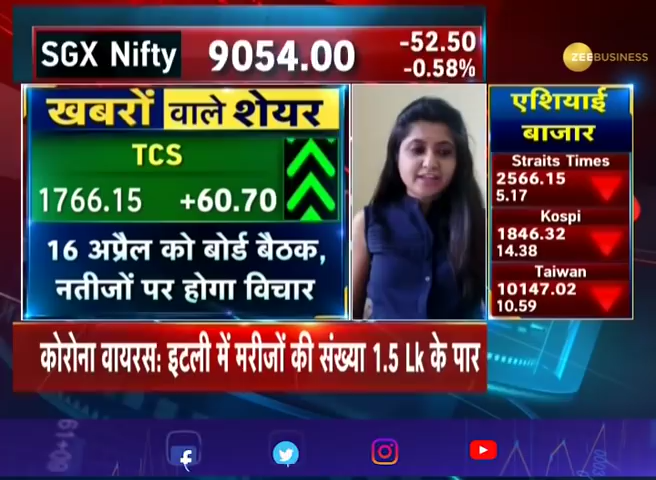 SGX Nifty 9054.00 -52.50
-0.58%
ZEEBUSINESS
खबरों वाले शेयर
TCS
1766.15 +60.70
16 अप्रैल को बोर्ड बैठक,
नतीजों पर होगा विचार
एशियाई
बाजार
Straits Times
2566.15
5.17
Kospi
1846.32
14.38
Taiwan
10147.02
10.59
कोरोना वायरस: इटली में मरीजों की संख्या 1.5 Lk के पार